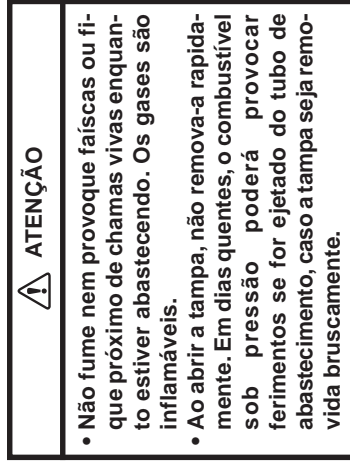 ATENÇÃO
• Não fume nem provoque faíscas ou fi-
que próximo de chamas vivas enquan-
to estiver abastecendo. Os gases são
inflamáveis.
• Ao abrir a tampa, não remova-a rapida-
mente. Em dias quentes, o combustível
sob pressão poderá provocar
ferimentos se for ejetado do tubo de
abastecimento, caso a tampa seja remo-
vida bruscamente.